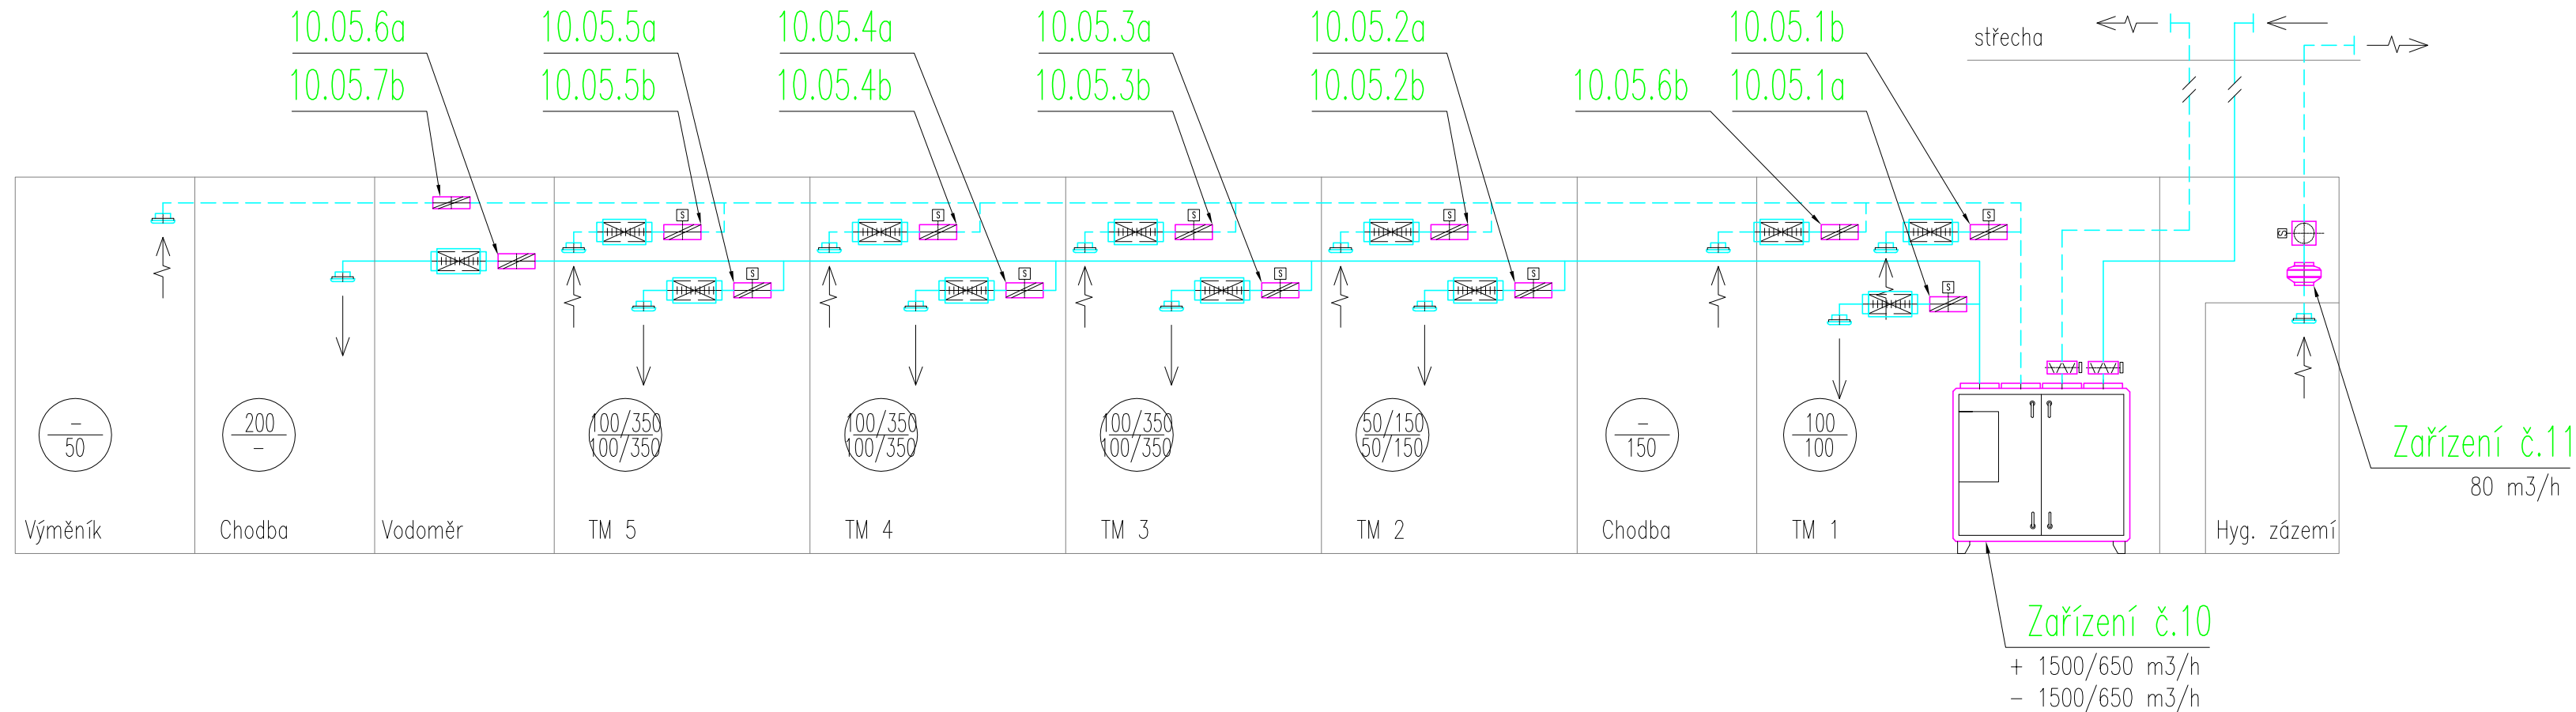 10.05.6a
10.05.5a
10.05.4a
10.05.3a
10.05.2a
10.05.1b
střecha
10.05.7b
10.05.5b
10.05.4b
10.05.3b
10.05.2b
10.05.6b
10.05.1a
S
S
S
S
S
S
S
S
S
S
S
-
50
200
-
100/350
100/350
100/350
100/350
100/350
100/350
50/150
50/150
-
150
100
100
Zařízení č.11
80 m3/h
Výměník
Chodba
Vodoměr
TM 5
TM 4
TM 3
TM 2
Chodba
TM 1
Hyg. zázemí
Zařízení č.10
+ 1500/650 m3/h
- 1500/650 m3/h